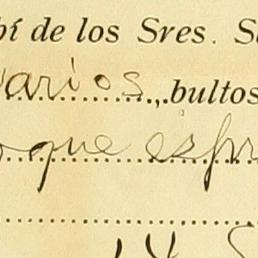 bí de los Sres. S
varios bultos
que espr